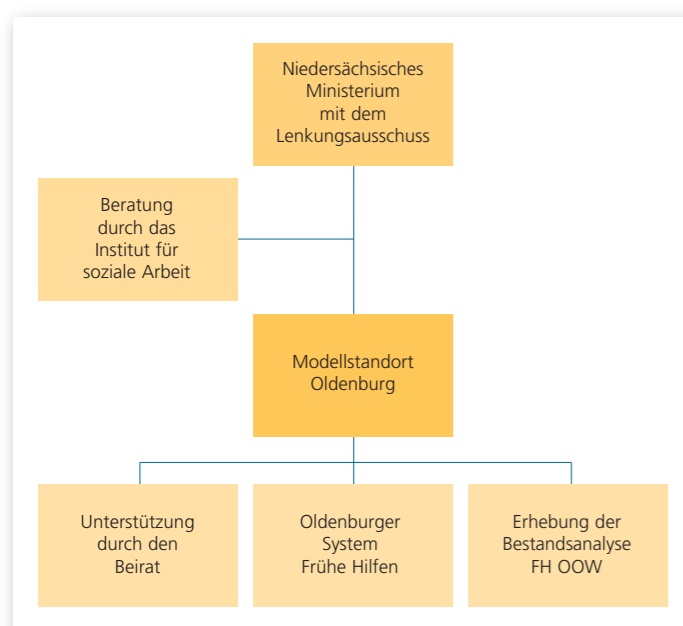 Niedersächsisches
Ministerium
mit dem
Lenkungsausschuss
Beratung
durch das
Institut für
soziale Arbeit
Modellstandort
Oldenburg
Unterstützung
durch den
Beirat
Oldenburger
System
Frühe Hilfen
Erhebung der
Bestandsanalyse
FH OOW